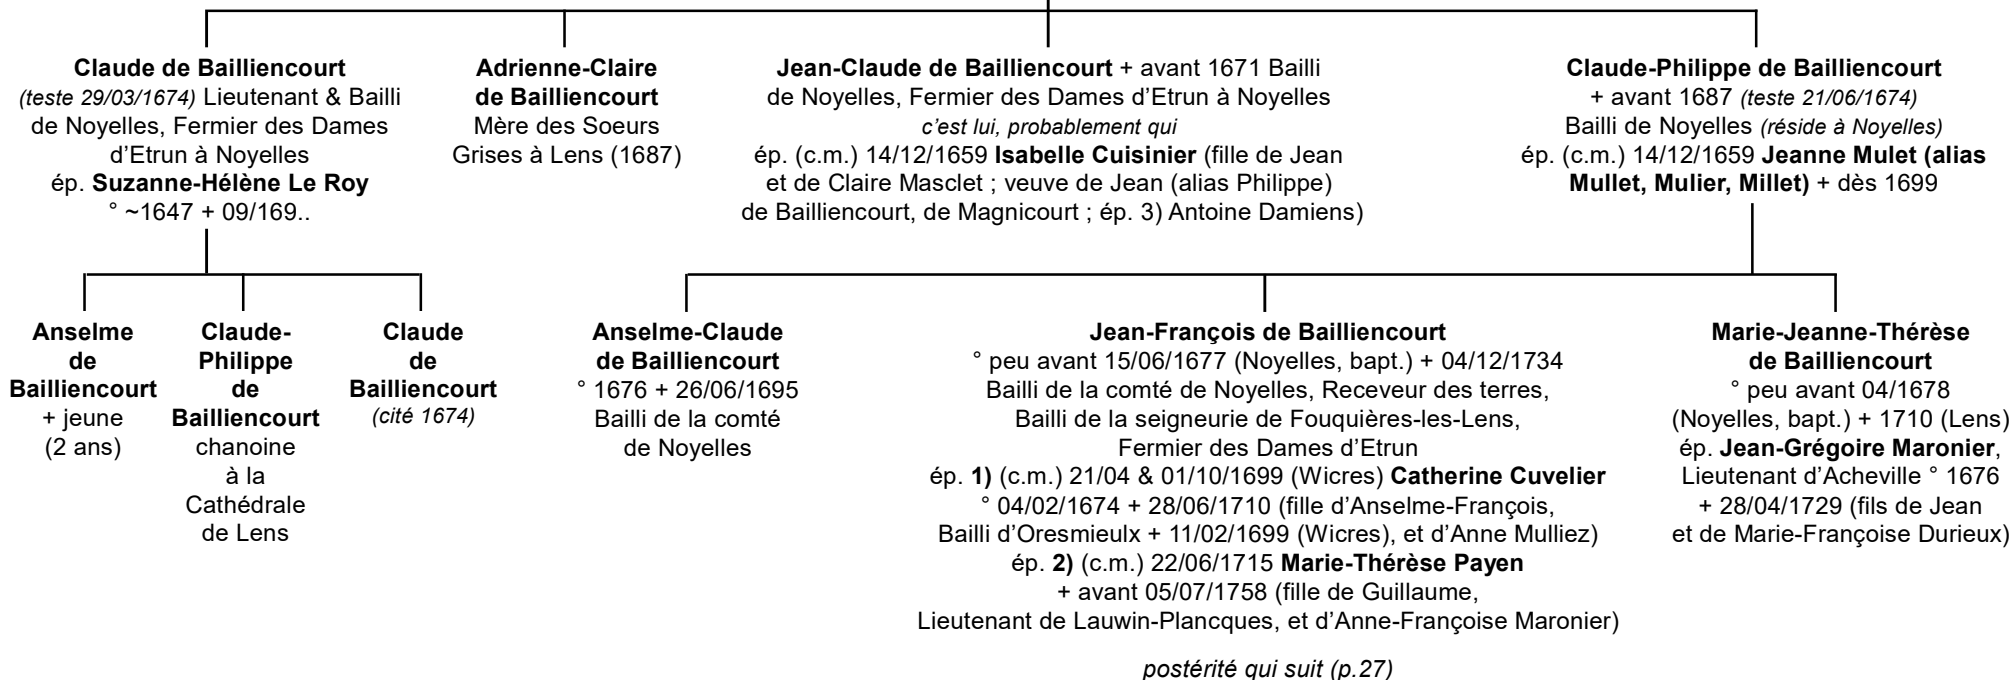 Claude de Bailliencourt
(teste 29/03/1674) Lieutenant & Bailli
de Noyelles, Fermier des Dames
d'Etrun à Noyelles
ép. Suzanne-Hélène Le Roy
° ~1647 + 09/169..
Adrienne-Claire
de Bailliencourt
Mère des Soeurs
Grises à Lens (1687)
Jean-Claude de Bailliencourt + avant 1671 Bailli
de Noyelles, Fermier des Dames d'Etrun à Noyelles
c'est lui, probablement qui
ép. (c.m.) 14/12/1659 Isabelle Cuisinier (fille de Jean
et de Claire Masclet ; veuve de Jean (alias Philippe)
de Bailliencourt, de Magnicourt ; ép. 3) Antoine Damiens)
Claude-Philippe de Bailliencourt
+ avant 1687 (teste 21/06/1674)
Bailli de Noyelles (réside à Noyelles)
ép. (c.m.) 14/12/1659 Jeanne Mulet (alias
Mullet, Mulier, Millet) + dès 1699
Anselme
de
Bailliencourt
+ jeune
(2 ans)
Claude-
Philippe
de
Bailliencourt
chanoine
à la
Cathédrale
de Lens
Claude
de
Bailliencourt
(cité 1674)
Anselme-Claude
de Bailliencourt
° 1676 + 26/06/1695
Bailli de la comté
de Noyelles
Jean-François de Bailliencourt
° peu avant 15/06/1677 (Noyelles, bapt.) + 04/12/1734
Bailli de la comté de Noyelles, Receveur des terres,
Bailli de la seigneurie de Fouquières-les-Lens,
Fermier des Dames d'Etrun
ép. 1) (c.m.) 21/04 & 01/10/1699 (Wicres) Catherine Cuvelier
° 04/02/1674 + 28/06/1710 (fille d'Anselme-François,
Bailli d'Oresmieulx + 11/02/1699 (Wicres), et d'Anne Mulliez)
ép. 2) (c.m.) 22/06/1715 Marie-Thérèse Payen
+ avant 05/07/1758 (fille de Guillaume,
Lieutenant de Lauwin-Plancques, et d'Anne-Françoise Maronier)
postérité qui suit (p.27)
Marie-Jeanne-Thérèse
de Bailliencourt
° peu avant 04/1678
(Noyelles, bapt.) + 1710 (Lens)
ép. Jean-Grégoire Maronier,
Lieutenant d'Acheville ° 1676
+ 28/04/1729 (fils de Jean
et de Marie-Françoise Durieux)